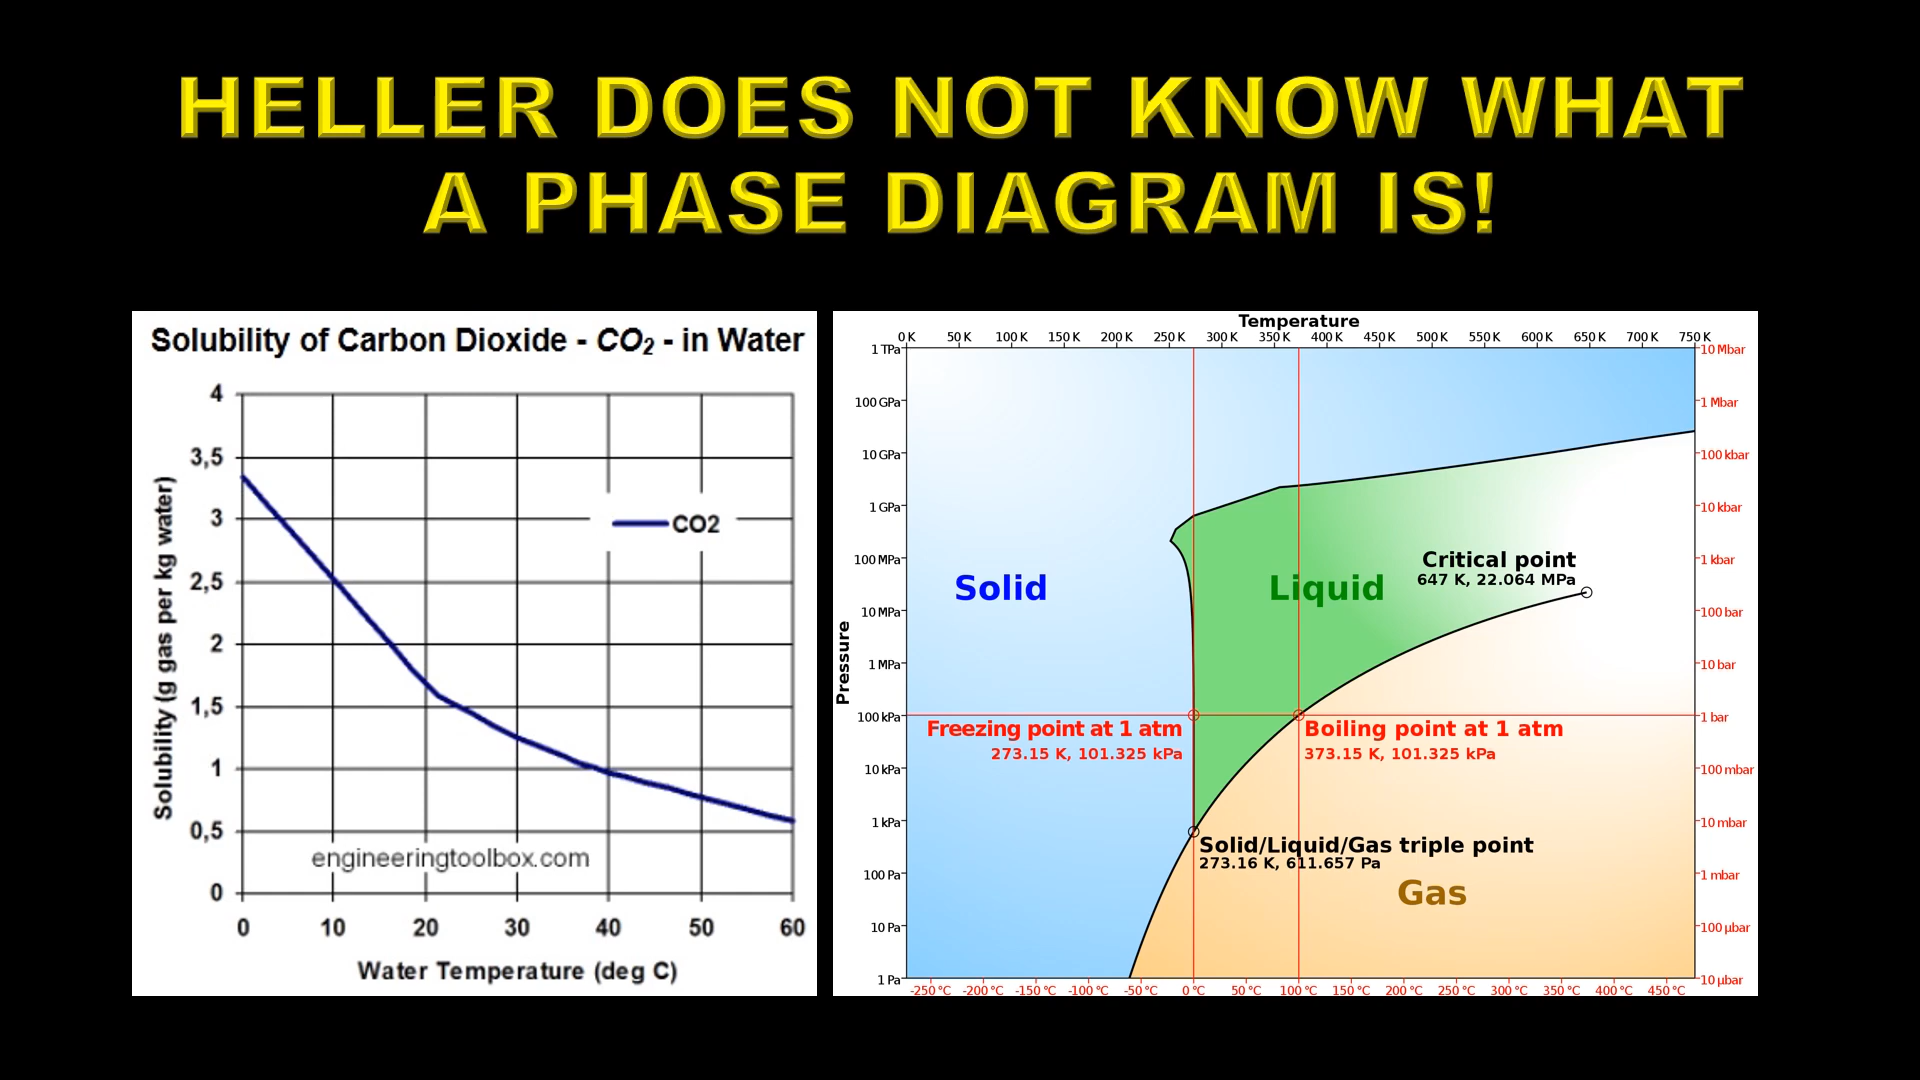 HELLER DOES NOT KNOW WHAT
A PHASE DIAGRAM IS!
Solubility of Carbon Dioxide - CO₂ - in Water
4
3,5
3
2,5
2
1,5
1
0,5
0
Solubility (g gas per kg water)
CO2
engineeringtoolbox.com
0 10 20 30 40 50 60
Water Temperature (deg C)
Temperature
0 K 50 K 100 K 150 K 200 K 250 K 300 K 350 K 400 K 450 K 500 K 550 K 600 K 650 K 700 K 750 K
1 TPa 10 Mbar
100 GPa 1 Mbar
10 GPa 100 kbar
1 GPa 10 kbar
100 MPa 1 kbar
10 MPa 100 bar
1 MPa 10 bar
100 kPa 1 bar
10 kPa 100 mbar
1 kPa 10 mbar
100 Pa 1 mbar
10 Pa 100 µbar
1 Pa 10 µbar
Pressure
Critical point
647 K, 22.064 MPa
Solid
Liquid
Freezing point at 1 atm
273.15 K, 101.325 kPa
Boiling point at 1 atm
373.15 K, 101.325 kPa
Solid/Liquid/Gas triple point
273.16 K, 611.657 Pa
Gas
-250 °C -200 °C -150 °C -100 °C -50 °C 0 °C 50 °C 100 °C 150 °C 200 °C 250 °C 300 °C 350 °C 400 °C 450 °C